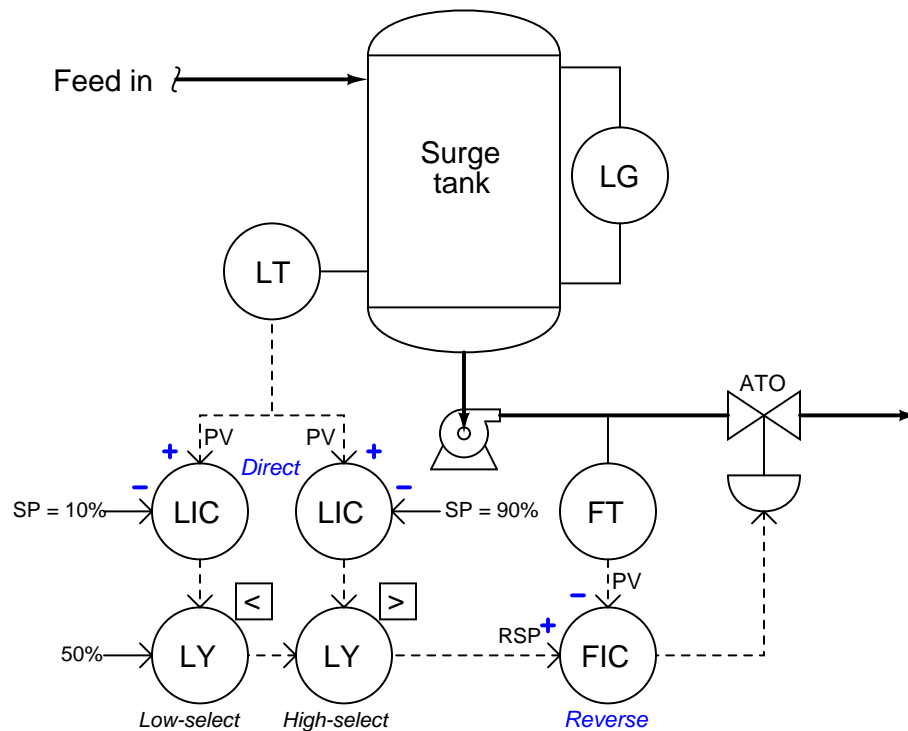 Feed in
Surge
tank
LG
LT
ATO
PV
PV
+
+
Direct
-
-
SP = 10%
LIC
LIC
SP = 90%
FT
<
>
-
PV
RSP
+
50%
LY
LY
FIC
Low-select
High-select
Reverse